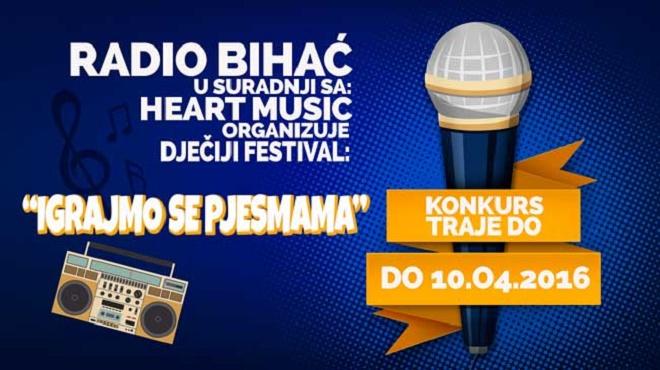 RADIO BIHAĆ
U SURADNJI SA:
HEART MUSIC
ORGANIZUJE
DJEČIJI FESTIVAL:
"IGRAJMO SE PJESMAMA"
KONKURS
TRAJE DO
DO 10.04.2016